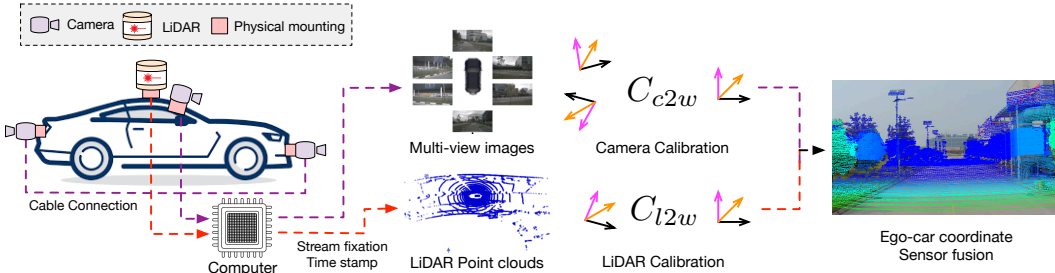 Camera
LiDAR
Physical mounting
Cable Connection
Computer
Stream fixation
Time stamp
Multi-view images
LiDAR Point clouds
C_{c2w}
Camera Calibration
C_{l2w}
LiDAR Calibration
Ego-car coordinate
Sensor fusion